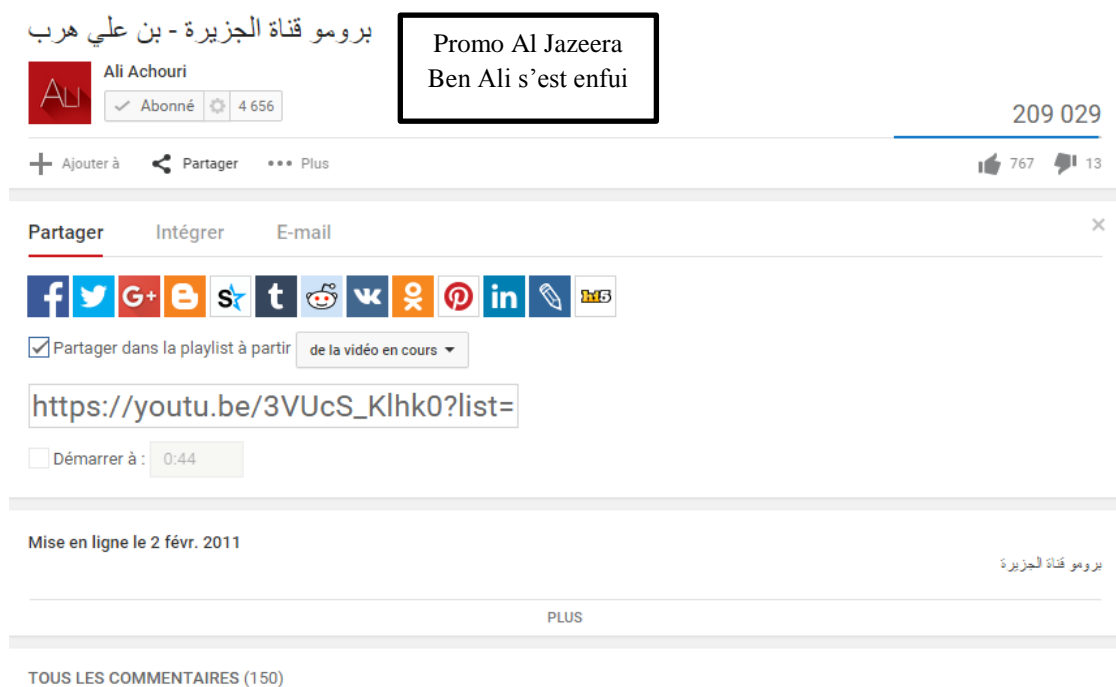 برومو قناة الجزيرة - بن علي هرب
Promo Al Jazeera
Ben Ali s’est enfui
ALI
Ali Achouri
Abonné 4 656
209 029
Ajouter à Partager Plus
767 13
Partager Intégrer E-mail
Partager dans la playlist à partir de la vidéo en cours
https://youtu.be/3VUcS_Klhk0?list=
Démarrer à : 0:44
Mise en ligne le 2 févr. 2011
برومو قناة الجزيرة
PLUS
TOUS LES COMMENTAIRES (150)